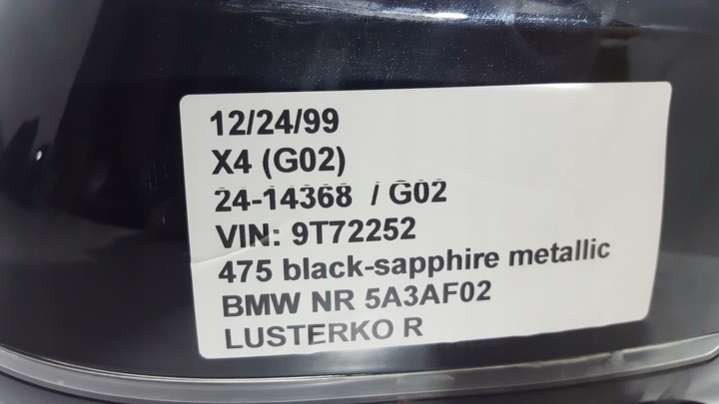 12/24/99
X4 (G02)
24-14368 / G02
VIN: 9T72252
475 black-sapphire metallic
BMW NR 5A3AF02
LUSTERKO R